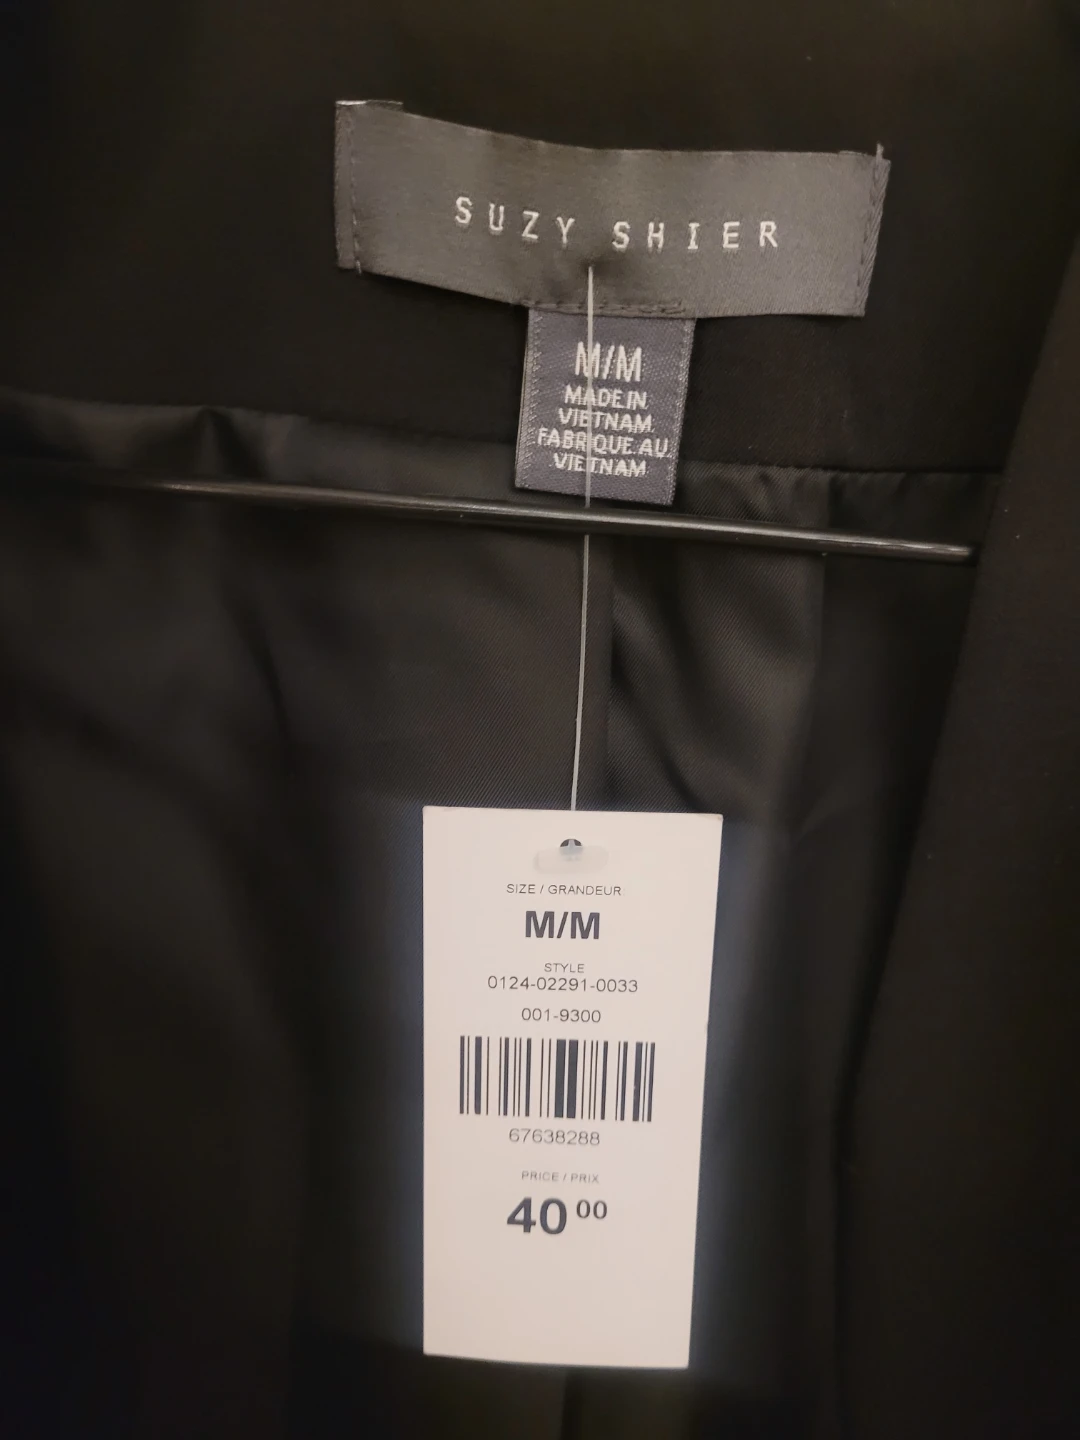 SUZY SHIER
M/M
MADE IN
VIETNAM
FABRIQUE AU
VIETNAM
SIZE / GRANDEUR
M/M
STYLE
0124-02291-0033
001-9300
67638288
PRICE / PRIX
40 00